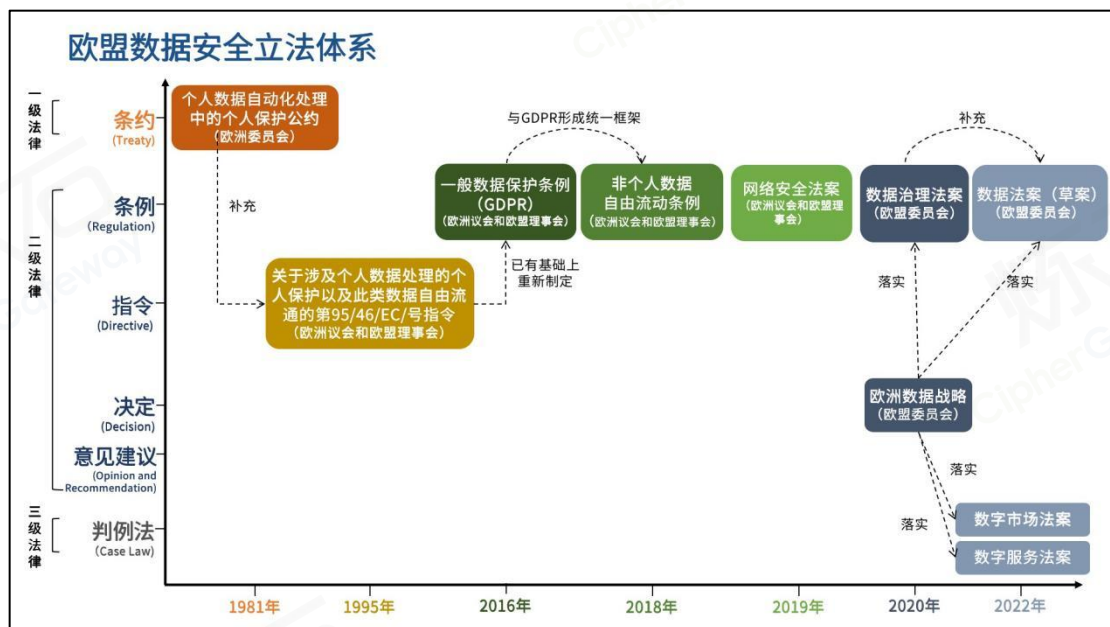 欧盟数据安全立法体系
一级法律
条约
(Treaty)
个人数据自动化处理
中的个人保护公约
(欧洲委员会)
与GDPR形成统一框架
补充
二级法律
条例
(Regulation)
补充
一般数据保护条例
(GDPR)
(欧洲议会和欧盟理事会)
非个人数据
自由流动条例
(欧洲议会和欧盟理事会)
网络安全法案
(欧洲议会和欧盟理
事会)
数据治理法案
(欧盟委员会)
数据法案（草案）
(欧盟委员会)
指令
(Directive)
关于涉及个人数据处理的个
人保护以及此类数据自由流
通的第95/46/EC/号指令
(欧洲议会和欧盟理事会)
已有基础上
重新制定
落实
落实
决定
(Decision)
欧洲数据战略
(欧盟委员会)
意见建议
(Opinion and
Recommendation)
落实
落实
三级法律
判例法
(Case Law)
数字市场法案
数字服务法案
1981年
1995年
2016年
2018年
2019年
2020年
2022年